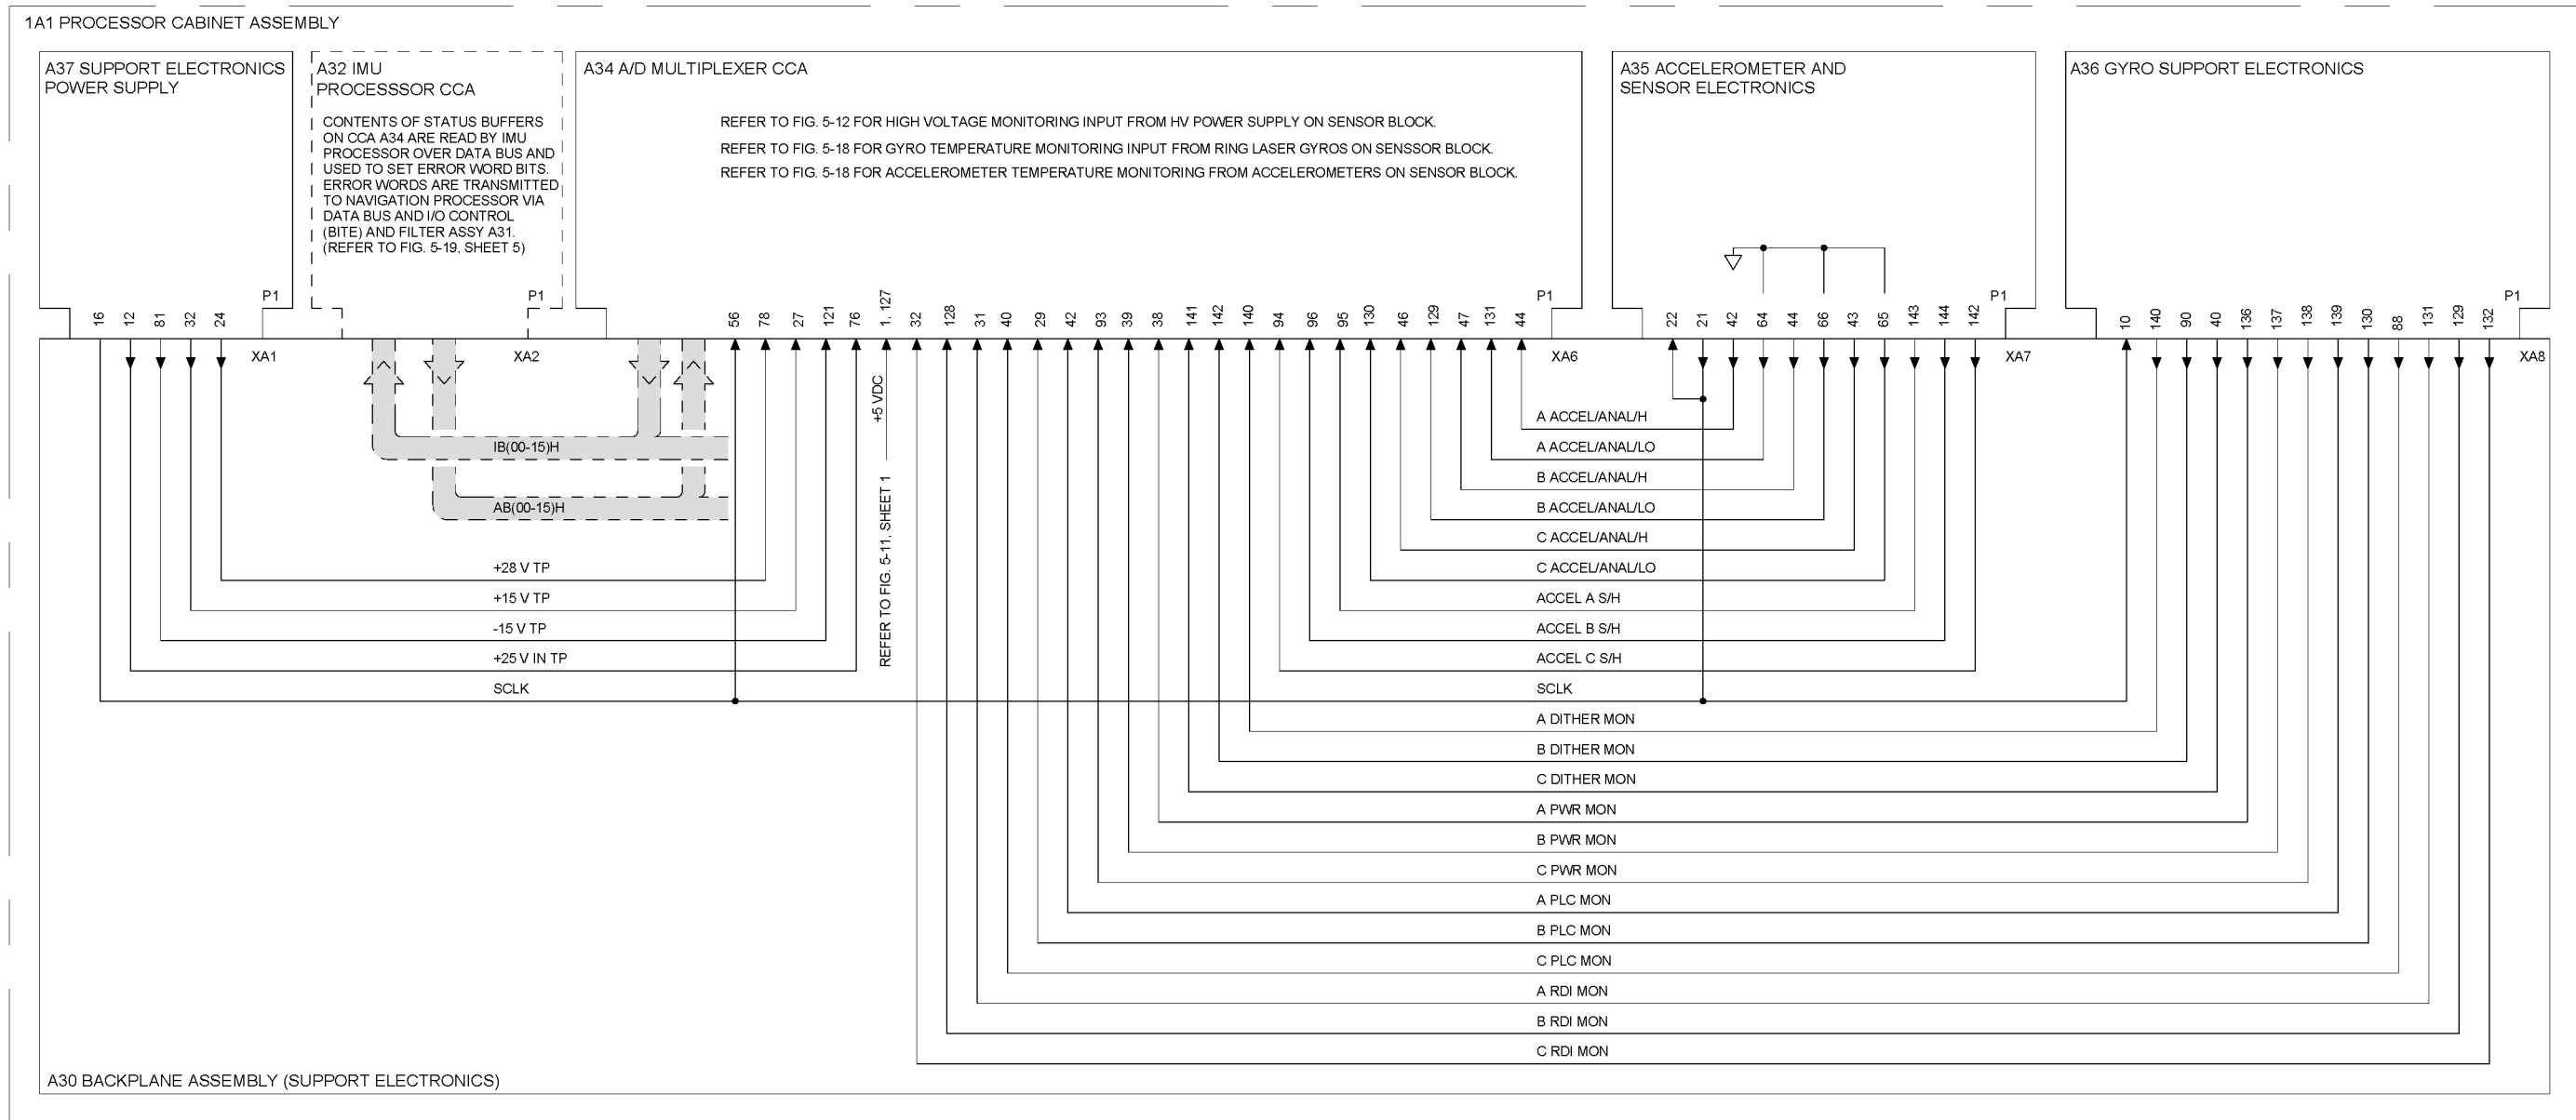 1A1 PROCESSOR CABINET ASSEMBLY
A37 SUPPORT ELECTRONICS
POWER SUPPLY
A32 IMU
PROCESSSOR CCA
CONTENTS OF STATUS BUFFERS
ON CCA A34 ARE READ BY IMU
PROCESSOR OVER DATA BUS AND
USED TO SET ERROR WORD BITS.
ERROR WORDS ARE TRANSMITTED
TO NAVIGATION PROCESSOR VIA
DATA BUS AND I/O CONTROL
(BITE) AND FILTER ASSY A31.
(REFER TO FIG. 5-19, SHEET 5)
A34 A/D MULTIPLEXER CCA
REFER TO FIG. 5-12 FOR HIGH VOLTAGE MONITORING INPUT FROM HV POWER SUPPLY ON SENSOR BLOCK.
REFER TO FIG. 5-18 FOR GYRO TEMPERATURE MONITORING INPUT FROM RING LASER GYROS ON SENSSOR BLOCK.
REFER TO FIG. 5-18 FOR ACCELEROMETER TEMPERATURE MONITORING FROM ACCELEROMETERS ON SENSOR BLOCK.
A35 ACCELEROMETER AND
SENSOR ELECTRONICS
A36 GYRO SUPPORT ELECTRONICS
P1
P1
P1
P1
P1
16
12
81
32
24
56
78
27
121
76
1, 127
32
128
31
40
29
42
93
39
38
141
142
140
94
96
95
130
46
129
47
131
44
22
21
42
64
44
66
43
65
143
144
142
10
140
90
40
136
137
138
139
130
88
131
129
132
XA1
XA2
XA6
XA7
XA8
+5 VDC
REFER TO FIG. 5-11, SHEET 1
IB(00-15)H
AB(00-15)H
+28 V TP
+15 V TP
-15 V TP
+25 V IN TP
SCLK
A ACCEL/ANAL/H
A ACCEL/ANAL/LO
B ACCEL/ANAL/H
B ACCEL/ANAL/LO
C ACCEL/ANAL/H
C ACCEL/ANAL/LO
ACCEL A S/H
ACCEL B S/H
ACCEL C S/H
SCLK
A DITHER MON
B DITHER MON
C DITHER MON
A PWR MON
B PWR MON
C PWR MON
A PLC MON
B PLC MON
C PLC MON
A RDI MON
B RDI MON
C RDI MON
A30 BACKPLANE ASSEMBLY (SUPPORT ELECTRONICS)